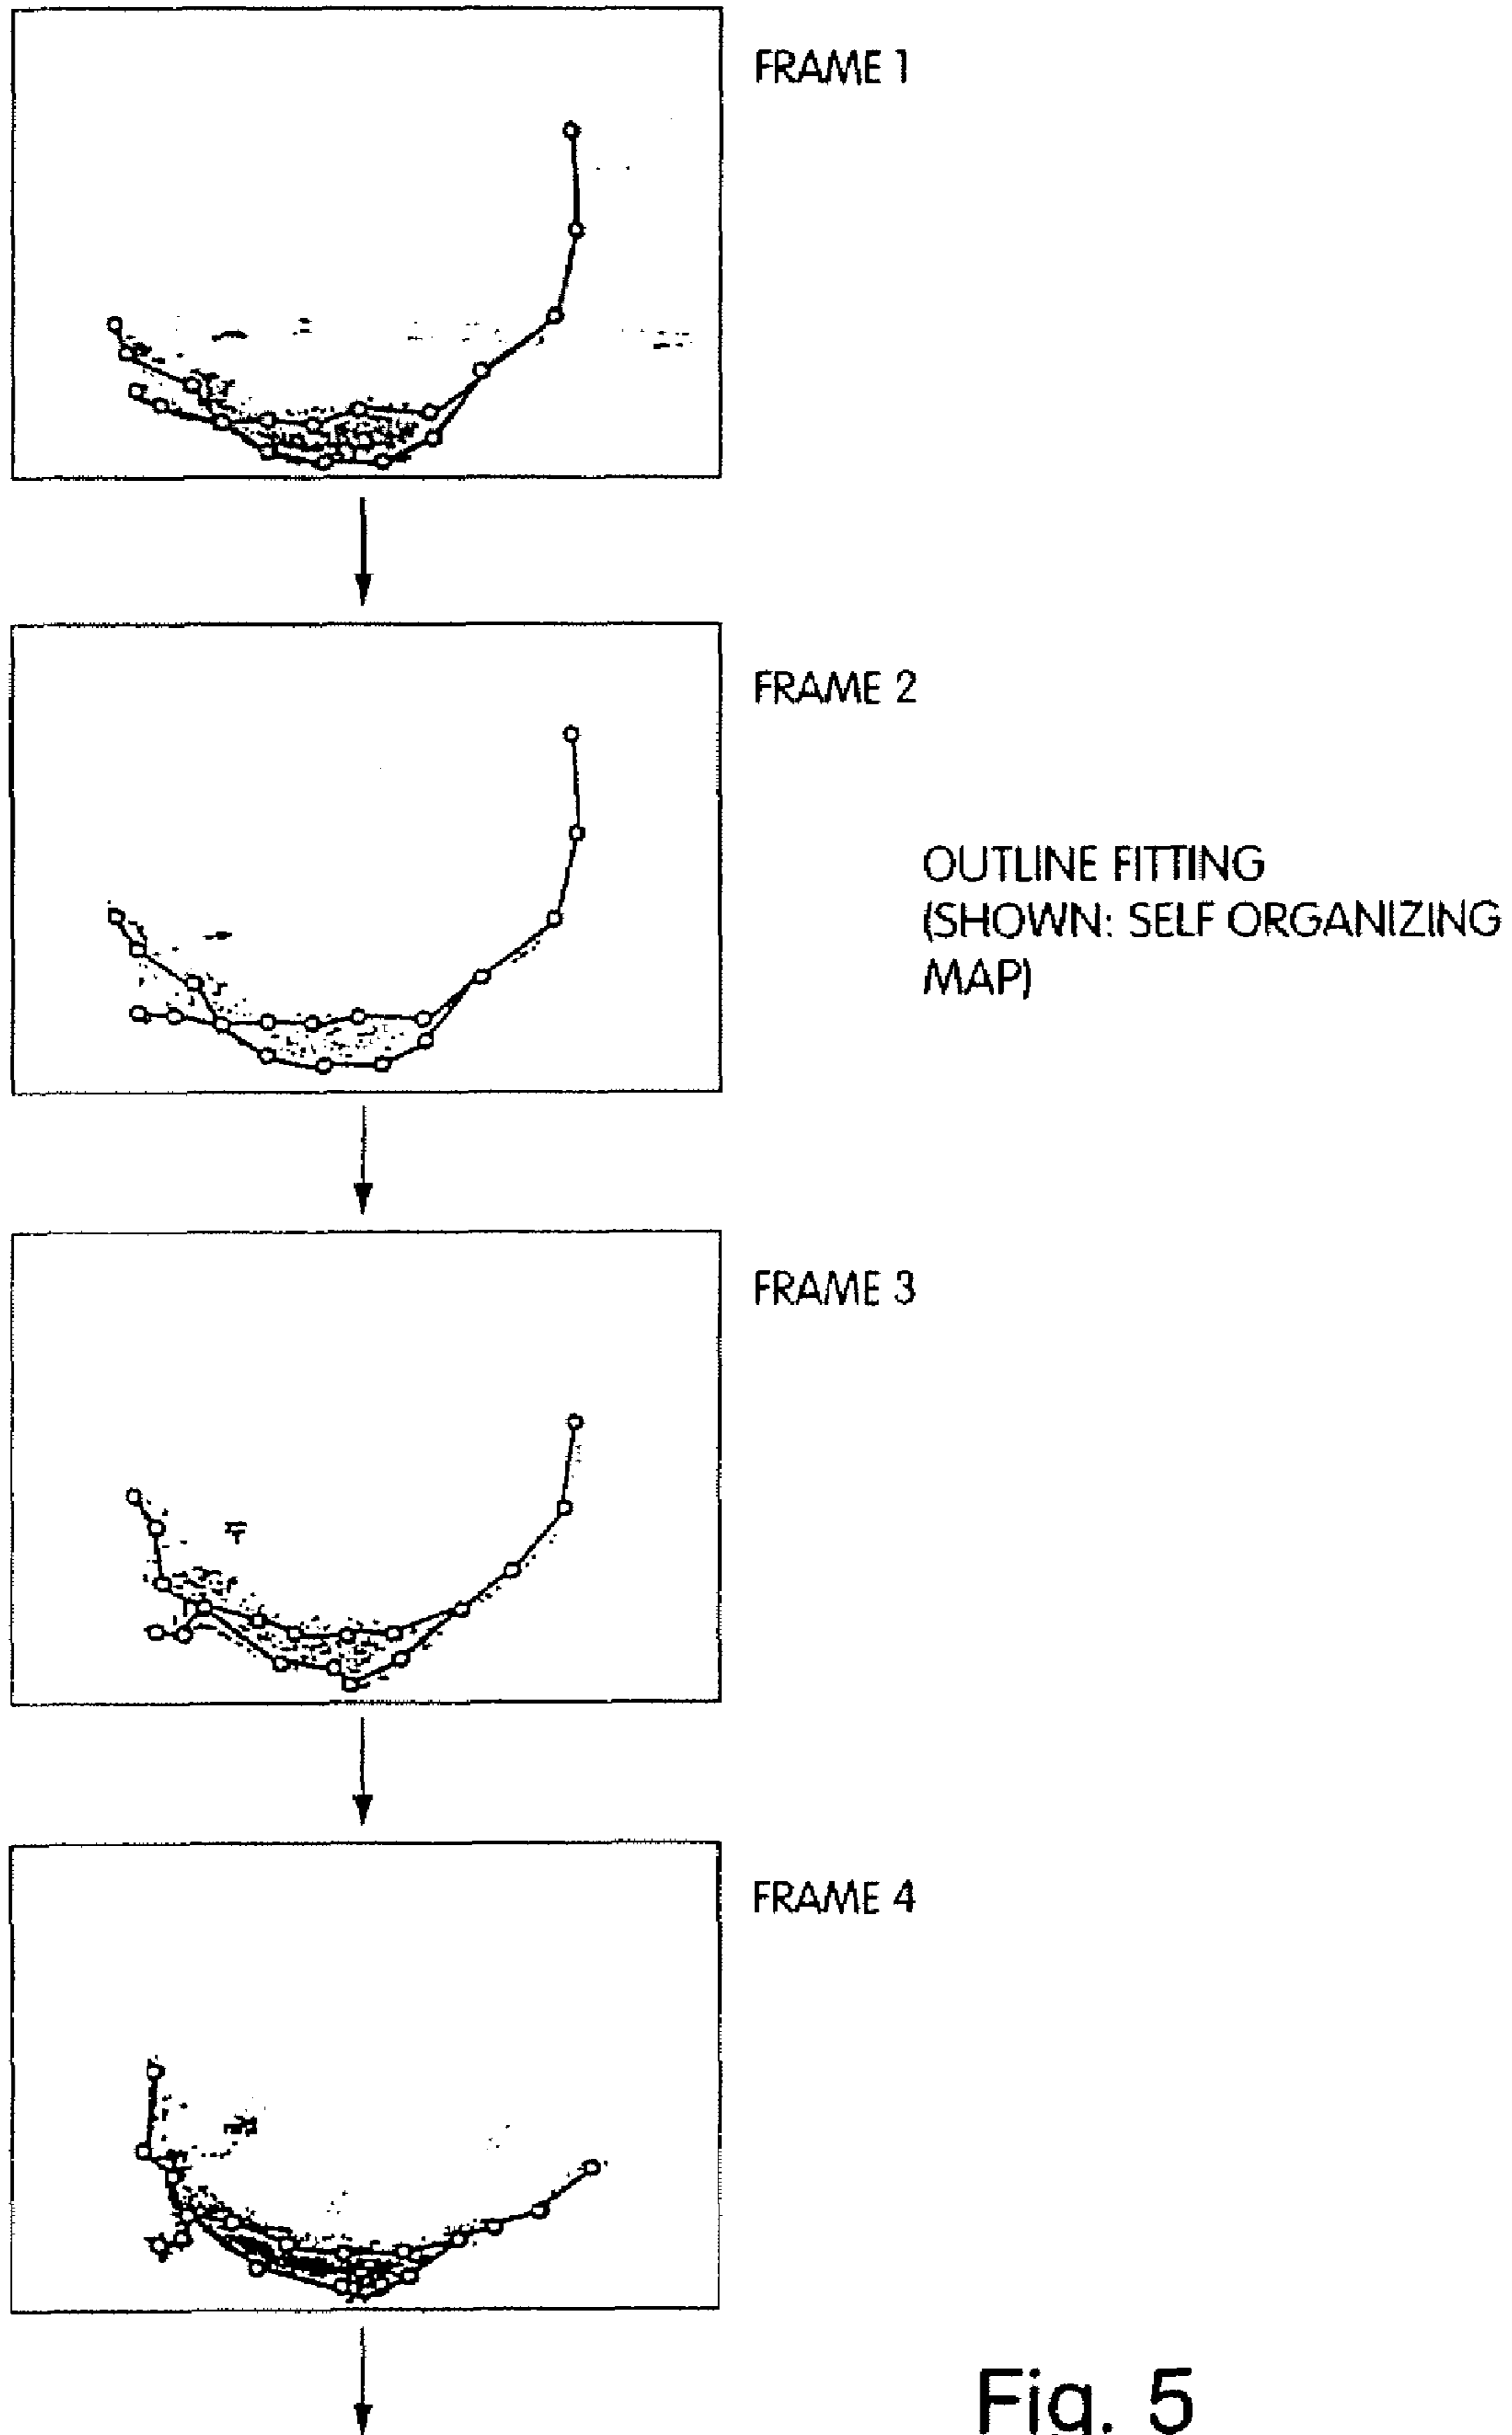 FRAME 1
FRAME 2
OUTLINE FITTING
(SHOWN: SELF ORGANIZING
MAP)
FRAME 3
FRAME 4
Fig. 5